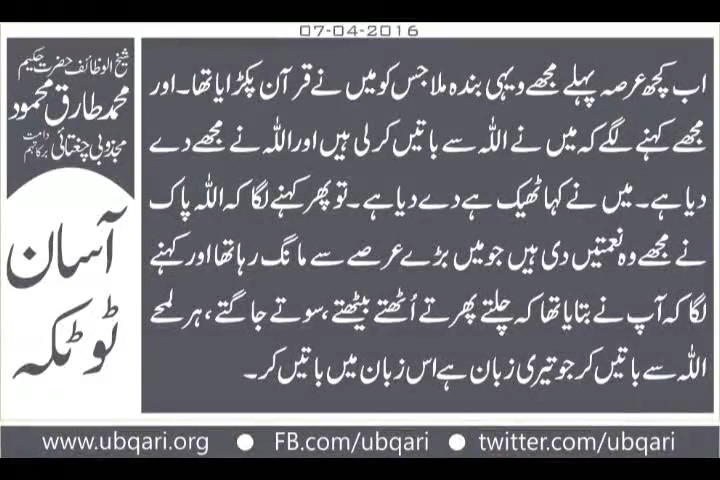 07-04-2016
شیخ الوظائف حضرت حکیم
محمد طارق محمود
مجذوبی چغتائی دامت برکاتہم
آسان
ٹوٹکہ
اب کچھ عرصہ پہلے مجھے وہی بندہ ملا جس کو میں نے قرآن پکڑایا تھا۔ اور
مجھے کہنے لگے کہ میں نے اللہ سے باتیں کر لی ہیں اور اللہ نے مجھے دے
دیا ہے۔ میں نے کہا ٹھیک ہے دے دیا ہے۔ تو پھر کہنے لگا کہ اللہ پاک
نے مجھے وہ نعمتیں دی ہیں جو میں بڑے عرصے سے مانگ رہا تھا اور کہنے
لگا کہ آپ نے بتایا تھا کہ چلتے پھرتے اُٹھتے بیٹھتے، سوتے جاگتے، ہر لمحے
اللہ سے باتیں کر جو تیری زبان ہے اس زبان میں باتیں کر۔
www.ubqari.org ● FB.com/ubqari ● twitter.com/ubqari